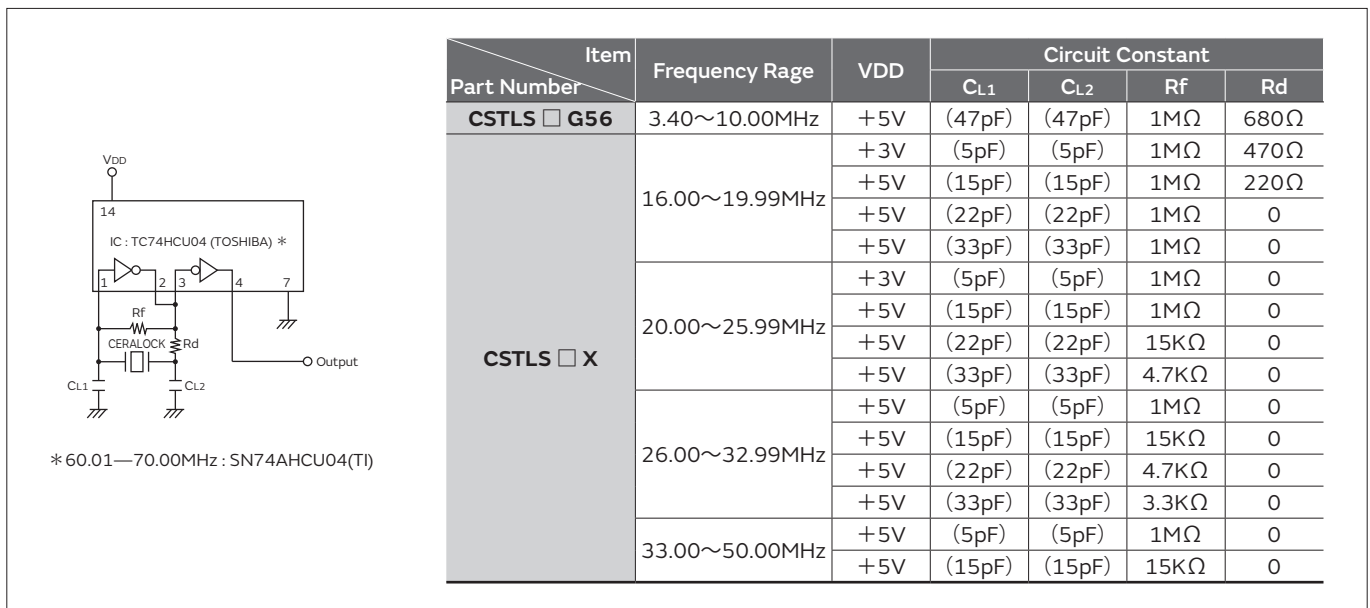 VDD
14
IC : TC74HCU04 (TOSHIBA) ＊
1 2 3 4 7
Rf
CERALOCK Rd
Output
CL1 CL2
＊60.01—70.00MHz : SN74AHCU04(TI)
Item
Part Number
Frequency Rage VDD Circuit Constant
CL1 CL2 Rf Rd
CSTLS □ G56 3.40～10.00MHz ＋5V (47pF) (47pF) 1MΩ 680Ω
CSTLS □ X
16.00～19.99MHz
＋3V (5pF) (5pF) 1MΩ 470Ω
＋5V (15pF) (15pF) 1MΩ 220Ω
＋5V (22pF) (22pF) 1MΩ 0
＋5V (33pF) (33pF) 1MΩ 0
20.00～25.99MHz
＋3V (5pF) (5pF) 1MΩ 0
＋5V (15pF) (15pF) 1MΩ 0
＋5V (22pF) (22pF) 15KΩ 0
＋5V (33pF) (33pF) 4.7KΩ 0
26.00～32.99MHz
＋5V (5pF) (5pF) 1MΩ 0
＋5V (15pF) (15pF) 15KΩ 0
＋5V (22pF) (22pF) 4.7KΩ 0
＋5V (33pF) (33pF) 3.3KΩ 0
33.00～50.00MHz
＋5V (5pF) (5pF) 1MΩ 0
＋5V (15pF) (15pF) 15KΩ 0